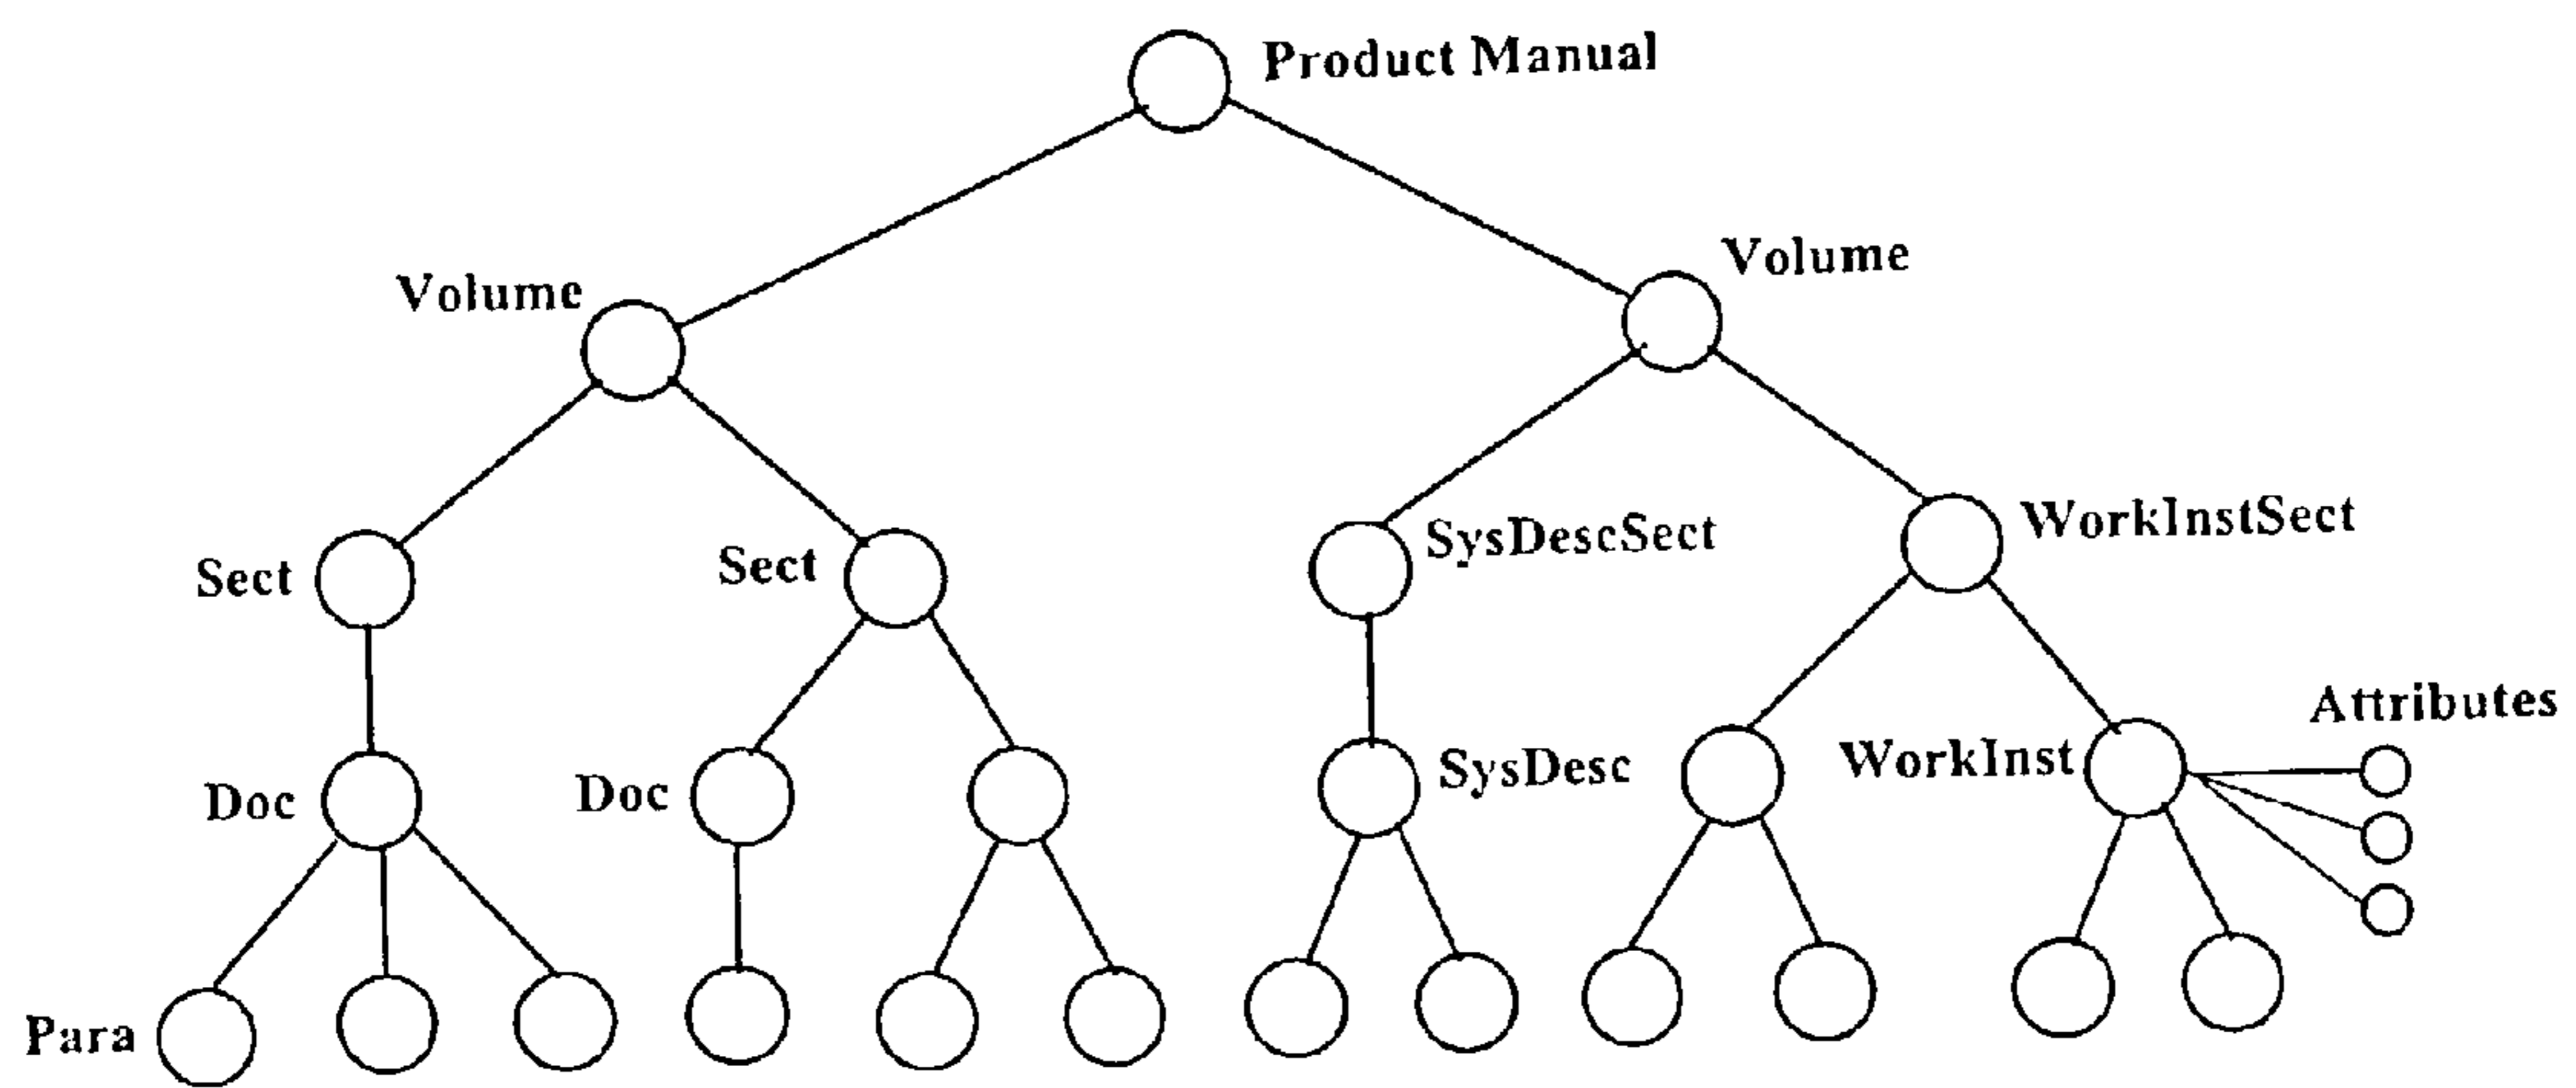 Product Manual
Volume
Volume
Sect
Sect
SysDescSect
WorkInstSect
Attributes
Doc
Doc
SysDesc
WorkInst
Para